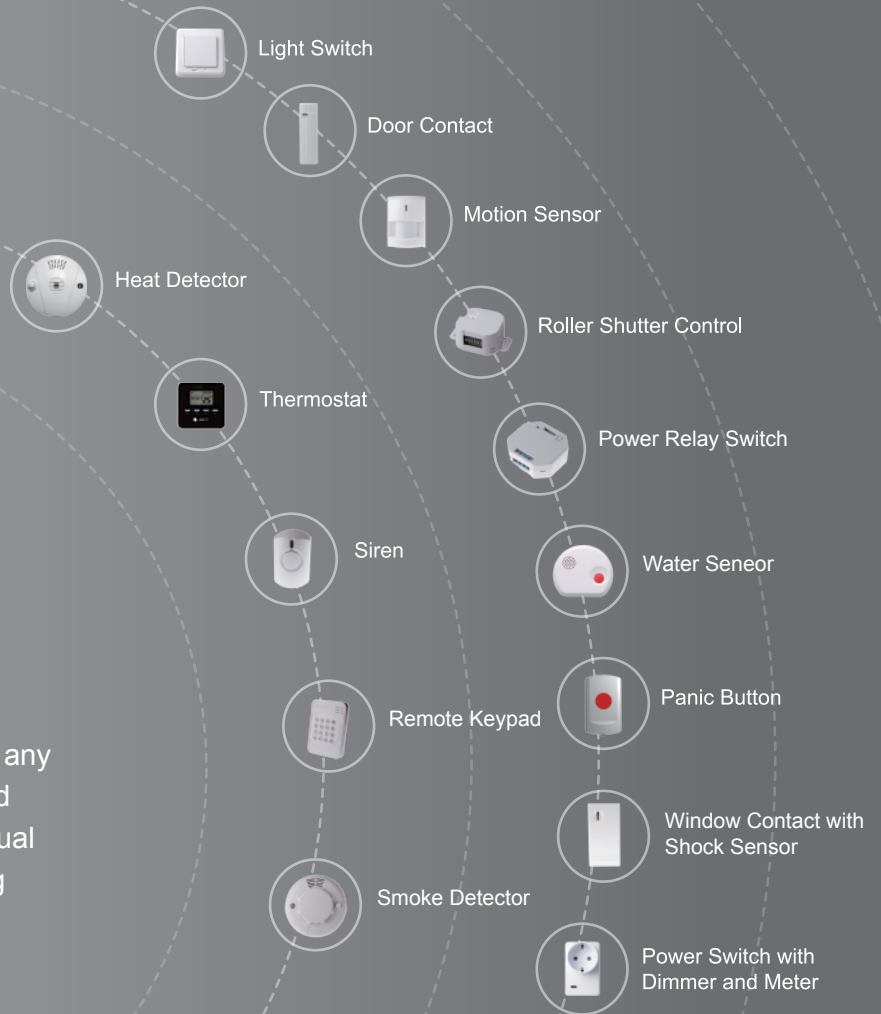 Light Switch
Door Contact
Motion Sensor
Heat Detector
Roller Shutter Control
Thermostat
Power Relay Switch
Siren
Water Seneor
Panic Button
Remote Keypad
any
d
ual
g
Window Contact with
Shock Sensor
Smoke Detector
Power Switch with
Dimmer and Meter